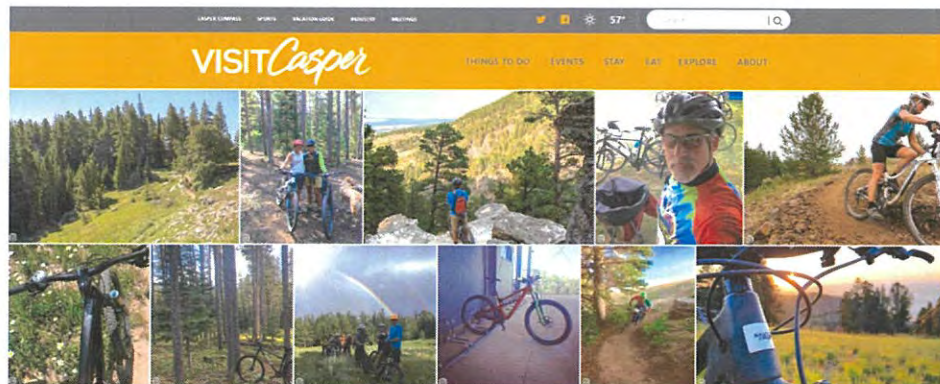 CASPER COMPASS SPORTS VACATION GUIDE INDUSTRY MEETINGS 57°
VISIT Casper THINGS TO DO EVENTS STAY EAT EXPLORE ABOUT